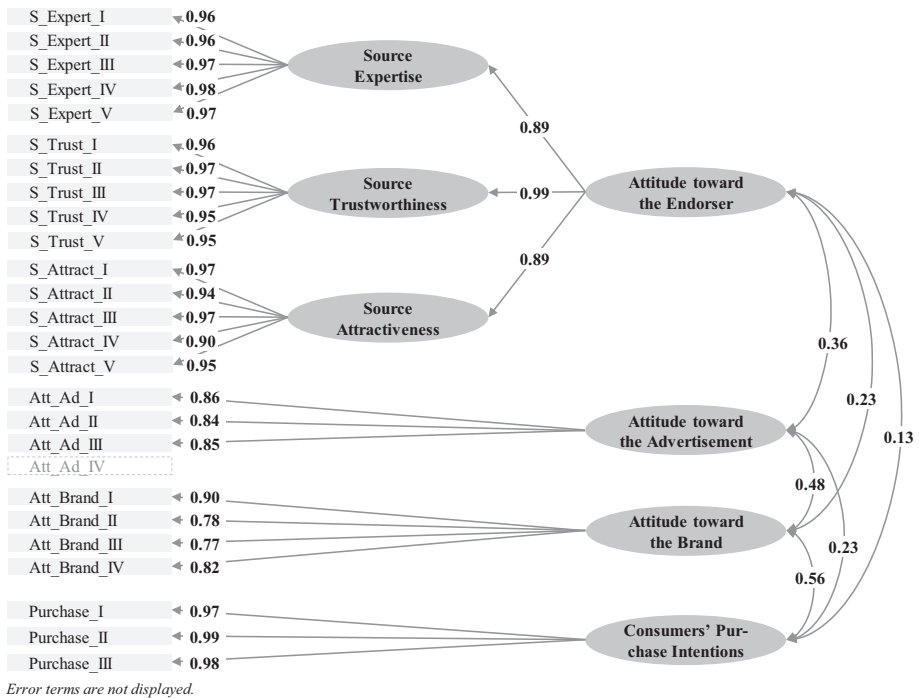 S_Expert_I 0.96
S_Expert_II 0.96
S_Expert_III 0.97
S_Expert_IV 0.98
S_Expert_V 0.97
Source
Expertise
0.89
S_Trust_I 0.96
S_Trust_II 0.97
S_Trust_III 0.97
S_Trust_IV 0.95
S_Trust_V 0.95
Source
Trustworthiness
0.99
Attitude toward
the Endorser
S_Attract_I 0.97
S_Attract_II 0.94
S_Attract_III 0.97
S_Attract_IV 0.90
S_Attract_V 0.95
Source
Attractiveness
0.89
0.36
0.23
0.13
Att_Ad_I 0.86
Att_Ad_II 0.84
Att_Ad_III 0.85
Att_Ad_IV
Attitude toward
the Advertisement
0.48
Att_Brand_I 0.90
Att_Brand_II 0.78
Att_Brand_III 0.77
Att_Brand_IV 0.82
Attitude toward
the Brand
0.23
0.56
Purchase_I 0.97
Purchase_II 0.99
Purchase_III 0.98
Consumers' Pur-
chase Intentions
Error terms are not displayed.